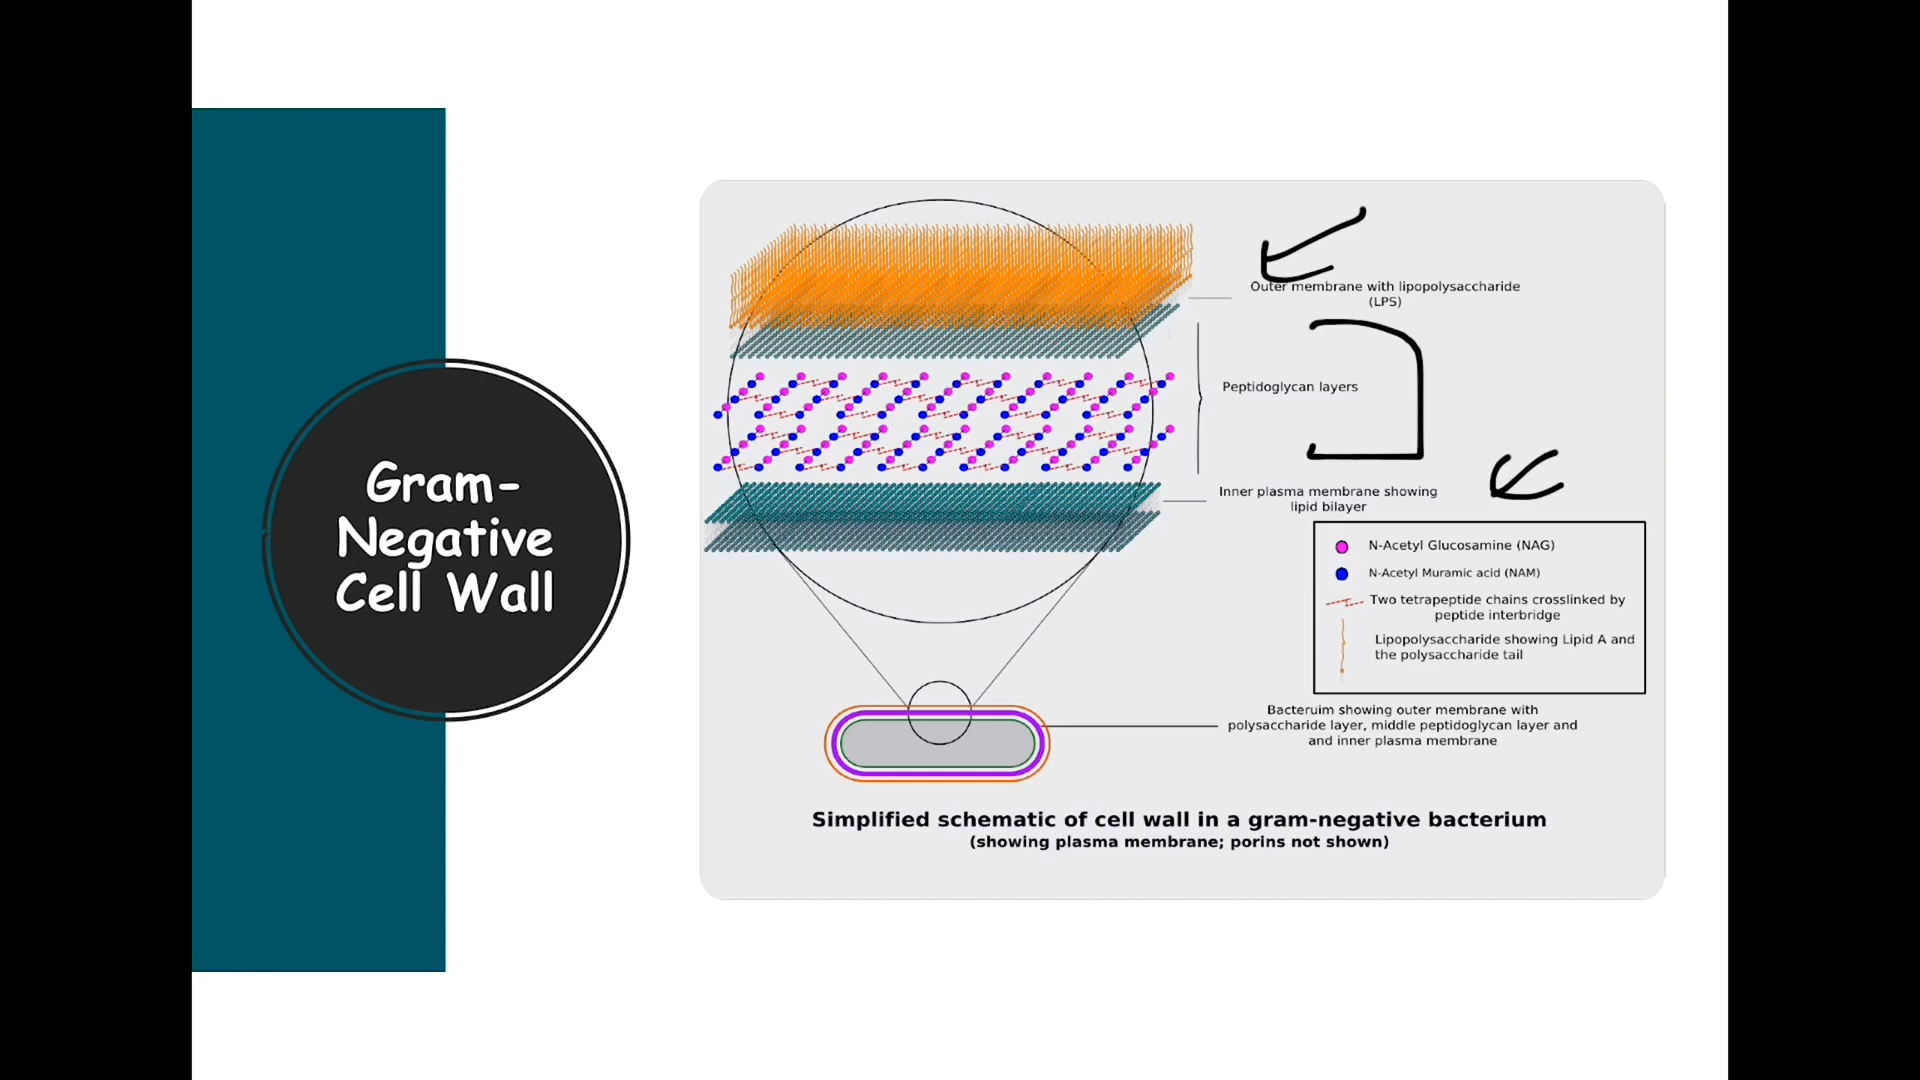 Gram-
Negative
Cell Wall
Outer membrane with lipopolysaccharide
(LPS)
Peptidoglycan layers
Inner plasma membrane showing
lipid bilayer
N-Acetyl Glucosamine (NAG)
N-Acetyl Muramic acid (NAM)
Two tetrapeptide chains crosslinked by
peptide interbridge
Lipopolysaccharide showing Lipid A and
the polysaccharide tail
Bacteruim showing outer membrane with
polysaccharide layer, middle peptidoglycan layer and
and inner plasma membrane
Simplified schematic of cell wall in a gram-negative bacterium
(showing plasma membrane; porins not shown)